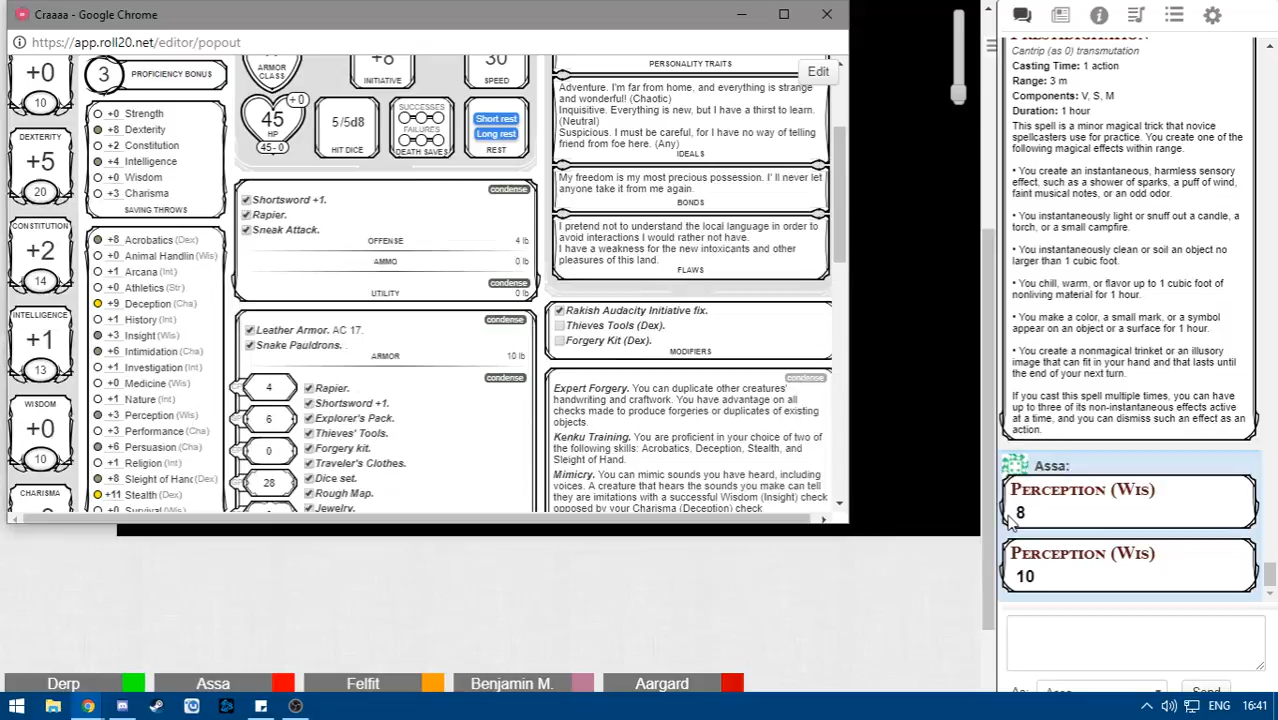 Craaaa - Google Chrome
https://app.roll20.net/editor/popout
Edit
+0
10
DEXTERITY
+5
20
CONSTITUTION
+2
14
INTELLIGENCE
+1
13
WISDOM
+0
10
CHARISMA
3 PROFICIENCY BONUS
+0 Strength
+8 Dexterity
+2 Constitution
+4 Intelligence
+0 Wisdom
+3 Charisma
SAVING THROWS
+8 Acrobatics (Dex)
+0 Animal Handlin (Wis)
+1 Arcana (Int)
+0 Athletics (Str)
+9 Deception (Cha)
+1 History (Int)
+3 Insight (Wis)
+6 Intimidation (Cha)
+1 Investigation (Int)
+0 Medicine (Wis)
+1 Nature (Int)
+3 Perception (Wis)
+3 Performance (Cha)
+6 Persuasion (Cha)
+1 Religion (Int)
+8 Sleight of Hand (Dex)
+11 Stealth (Dex)
+0 Survival (Wis)
ARMOR
CLASS
+8
INITIATIVE
30
SPEED
+ 0
45
HP
45- 0
5/5d8
HIT DICE
SUCCESSES
FAILURES
DEATH SAVES
Short rest
Long rest
REST
condense
Shortsword +1.
Rapier.
Sneak Attack.
OFFENSE 4 lb
AMMO 0 lb
condense
UTILITY 0 lb
condense
Leather Armor. AC 17.
Snake Pauldrons. .
ARMOR 10 lb
condense
4
6
0
28
Rapier.
Shortsword +1.
Explorer's Pack.
Thieves' Tools.
Forgery kit.
Traveler's Clothes.
Dice set.
Rough Map.
Jewelry.
PERSONALITY TRAITS
Adventure. I'm far from home, and everything is strange
and wonderful! (Chaotic)
Inquisitive. Everything is new, but I have a thirst to learn.
(Neutral)
Suspicious. I must be careful, for I have no way of telling
friend from foe here. (Any)
IDEALS
My freedom is my most precious possession. I' ll never let
anyone take it from me again.
BONDS
I pretend not to understand the local language in order to
avoid interactions I would rather not have.
I have a weakness for the new intoxicants and other
pleasures of this land.
FLAWS
Rakish Audacity Initiative fix.
Thieves Tools (Dex).
Forgery Kit (Dex).
MODIFIERS
condense
Expert Forgery. You can duplicate other creatures'
handwriting and craftwork. You have advantage on all
checks made to produce forgeries or duplicates of existing
objects.
Kenku Training. You are proficient in your choice of two of
the following skills: Acrobatics, Deception, Stealth, and
Sleight of Hand.
Mimicry. You can mimic sounds you have heard, including
voices. A creature that hears the sounds you make can tell
they are imitations with a successful Wisdom (Insight) check
opposed by your Charisma (Deception) check
PRESTIDIGITATION
Cantrip (as 0) transmutation
Casting Time: 1 action
Range: 3 m
Components: V, S, M
Duration: 1 hour
This spell is a minor magical trick that novice
spellcasters use for practice. You create one of the
following magical effects within range.
• You create an instantaneous, harmless sensory
effect, such as a shower of sparks, a puff of wind,
faint musical notes, or an odd odor.
• You instantaneously light or snuff out a candle, a
torch, or a small campfire.
• You instantaneously clean or soil an object no
larger than 1 cubic foot.
• You chill, warm, or flavor up to 1 cubic foot of
nonliving material for 1 hour.
• You make a color, a small mark, or a symbol
appear on an object or a surface for 1 hour.
• You create a nonmagical trinket or an illusory
image that can fit in your hand and that lasts until
the end of your next turn.
If you cast this spell multiple times, you can have
up to three of its non-instantaneous effects active
at a time, and you can dismiss such an effect as an
action.
Assa:
PERCEPTION (WIS)
8
PERCEPTION (WIS)
10
As: Assa Send
Derp
Assa
Felfit
Benjamin M.
Aargard
ENG 16:41